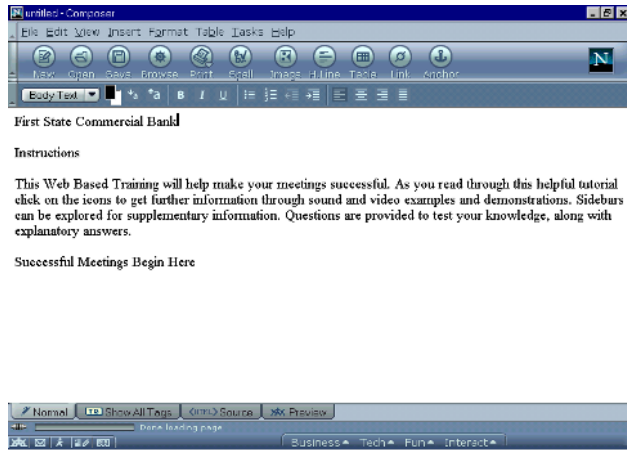 untitled - Composer
File Edit View Insert Format Table Tasks Help
New Open Save Browse Print Spell Image H.Line Table Link Anchor
N
Body Text a a B I U
First State Commercial Bank
Instructions
This Web Based Training will help make your meetings successful. As you read through this helpful tutorial
click on the icons to get further information through sound and video examples and demonstrations. Sidebars
can be explored for supplementary information. Questions are provided to test your knowledge, along with
explanatory answers.
Successful Meetings Begin Here
Normal TD Show All Tags <HTML> Source Preview
Done loading page
Business Tech Fun Interact